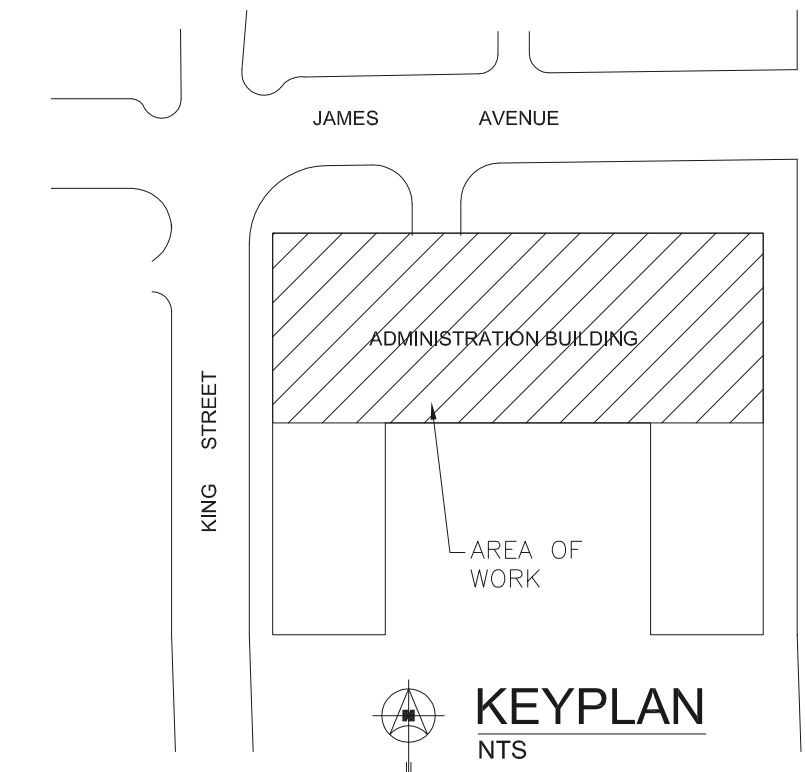 JAMES AVENUE
ADMINISTRATION BUILDING
KING STREET
AREA OF
WORK
N
KEYPLAN
NTS